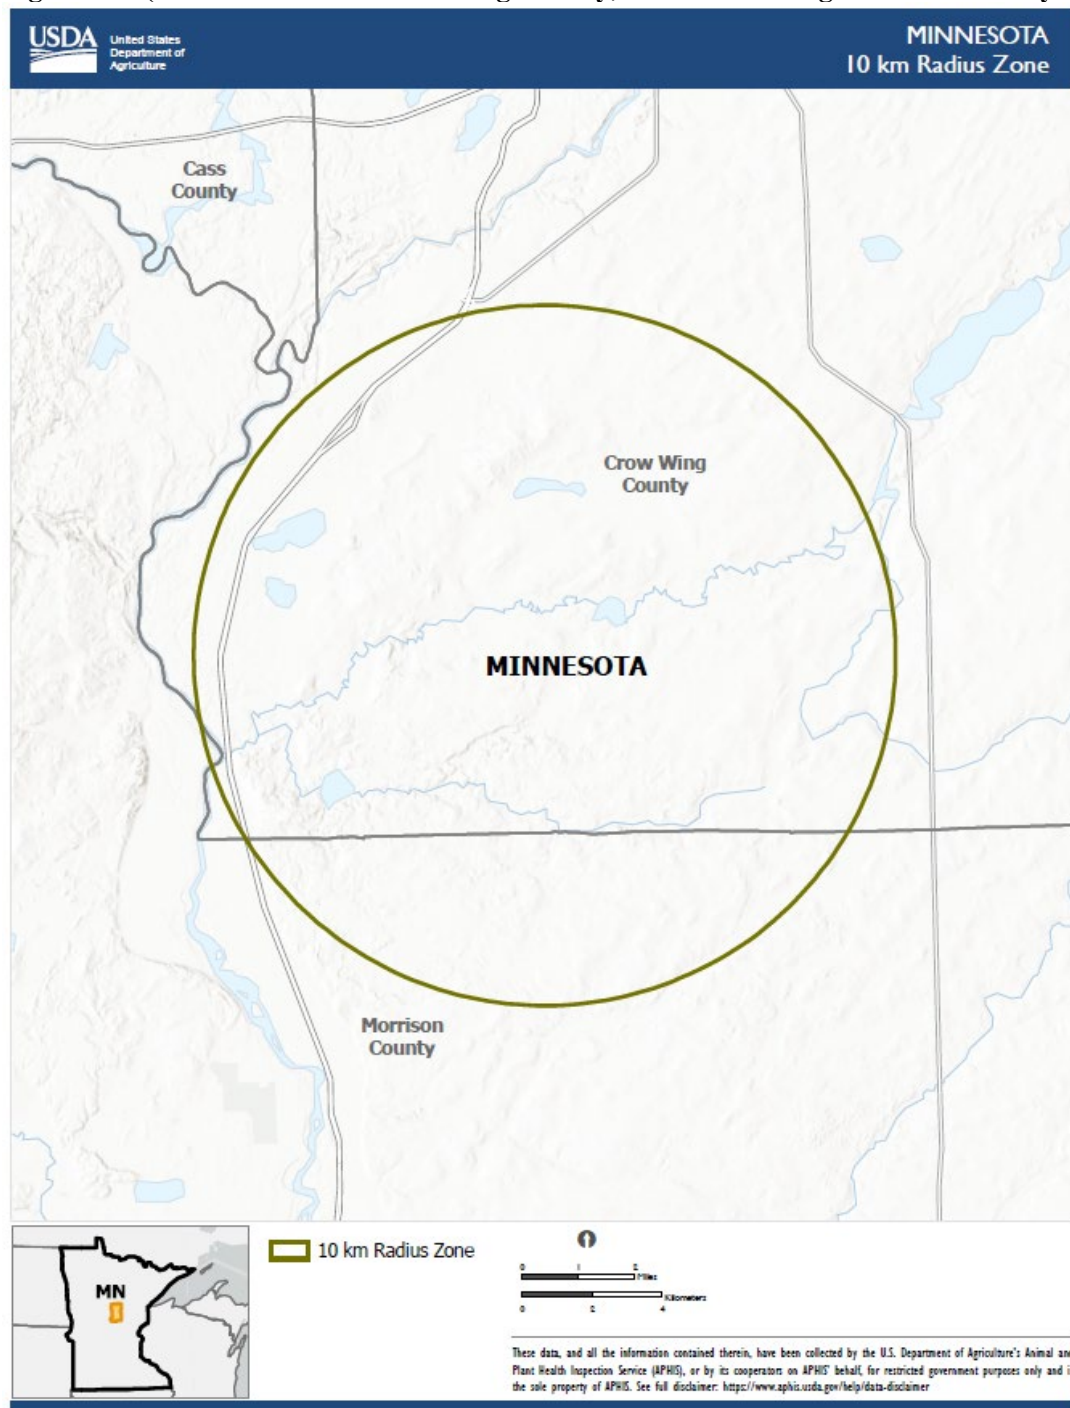 USDA
United States
Department of
Agriculture
MINNESOTA
10 km Radius Zone
Cass
County
Crow Wing
County
MINNESOTA
Morrison
County
MN
10 km Radius Zone
0 1 2
Miles
Kilometers
0 2 4
These data, and all the information contained therein, have been collected by the U.S. Department of Agriculture's Animal and
Plant Health Inspection Service (APHIS), or by its cooperators on APHIS' behalf, for restricted government purposes only and i
the sole property of APHIS. See full disclaimer: https://www.aphis.usda.gov/help/data-disclaimer